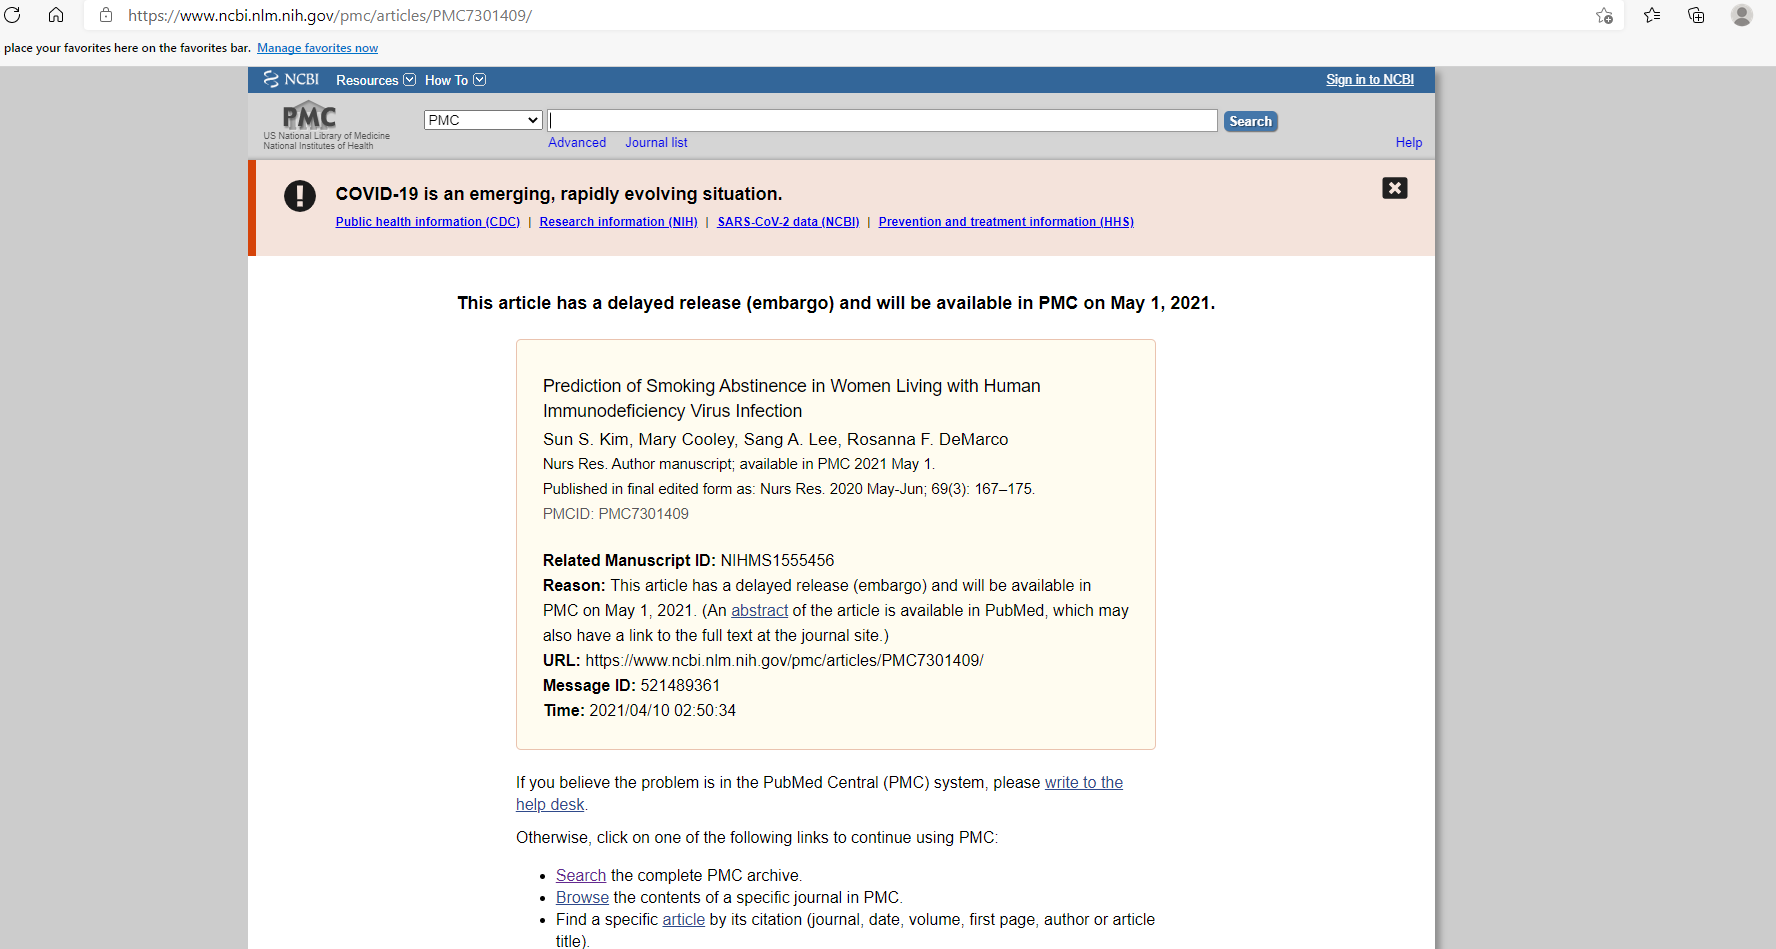 https://www.ncbi.nlm.nih.gov/pmc/articles/PMC7301409/
place your favorites here on the favorites bar. Manage favorites now
NCBI Resources How To Sign in to NCBI
PMC
US National Library of Medicine
National Institutes of Health
PMC Search
Advanced Journal list Help
COVID-19 is an emerging, rapidly evolving situation.
Public health information (CDC) | Research information (NIH) | SARS-CoV-2 data (NCBI) | Prevention and treatment information (HHS)
This article has a delayed release (embargo) and will be available in PMC on May 1, 2021.
Prediction of Smoking Abstinence in Women Living with Human
Immunodeficiency Virus Infection
Sun S. Kim, Mary Cooley, Sang A. Lee, Rosanna F. DeMarco
Nurs Res. Author manuscript; available in PMC 2021 May 1.
Published in final edited form as: Nurs Res. 2020 May-Jun; 69(3): 167–175.
PMCID: PMC7301409
Related Manuscript ID: NIHMS1555456
Reason: This article has a delayed release (embargo) and will be available in
PMC on May 1, 2021. (An abstract of the article is available in PubMed, which may
also have a link to the full text at the journal site.)
URL: https://www.ncbi.nlm.nih.gov/pmc/articles/PMC7301409/
Message ID: 521489361
Time: 2021/04/10 02:50:34
If you believe the problem is in the PubMed Central (PMC) system, please write to the
help desk.
Otherwise, click on one of the following links to continue using PMC:
• Search the complete PMC archive.
• Browse the contents of a specific journal in PMC.
• Find a specific article by its citation (journal, date, volume, first page, author or article
title).